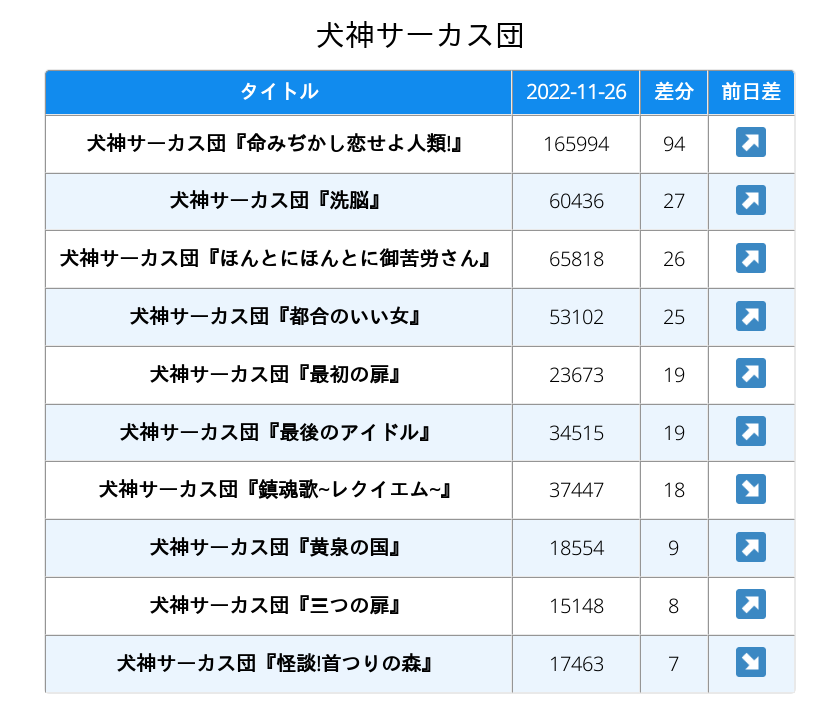 犬神サーカス団
タイトル 2022-11-26 差分 前日差
犬神サーカス団『命みぢかし恋せよ人類!』 165994 94 ↗
犬神サーカス団『洗脳』 60436 27 ↗
犬神サーカス団『ほんとにほんとに御苦労さん』 65818 26 ↗
犬神サーカス団『都合のいい女』 53102 25 ↗
犬神サーカス団『最初の扉』 23673 19 ↗
犬神サーカス団『最後のアイドル』 34515 19 ↗
犬神サーカス団『鎮魂歌~レクイエム~』 37447 18 ↘
犬神サーカス団『黄泉の国』 18554 9 ↗
犬神サーカス団『三つの扉』 15148 8 ↗
犬神サーカス団『怪談!首つりの森』 17463 7 ↘